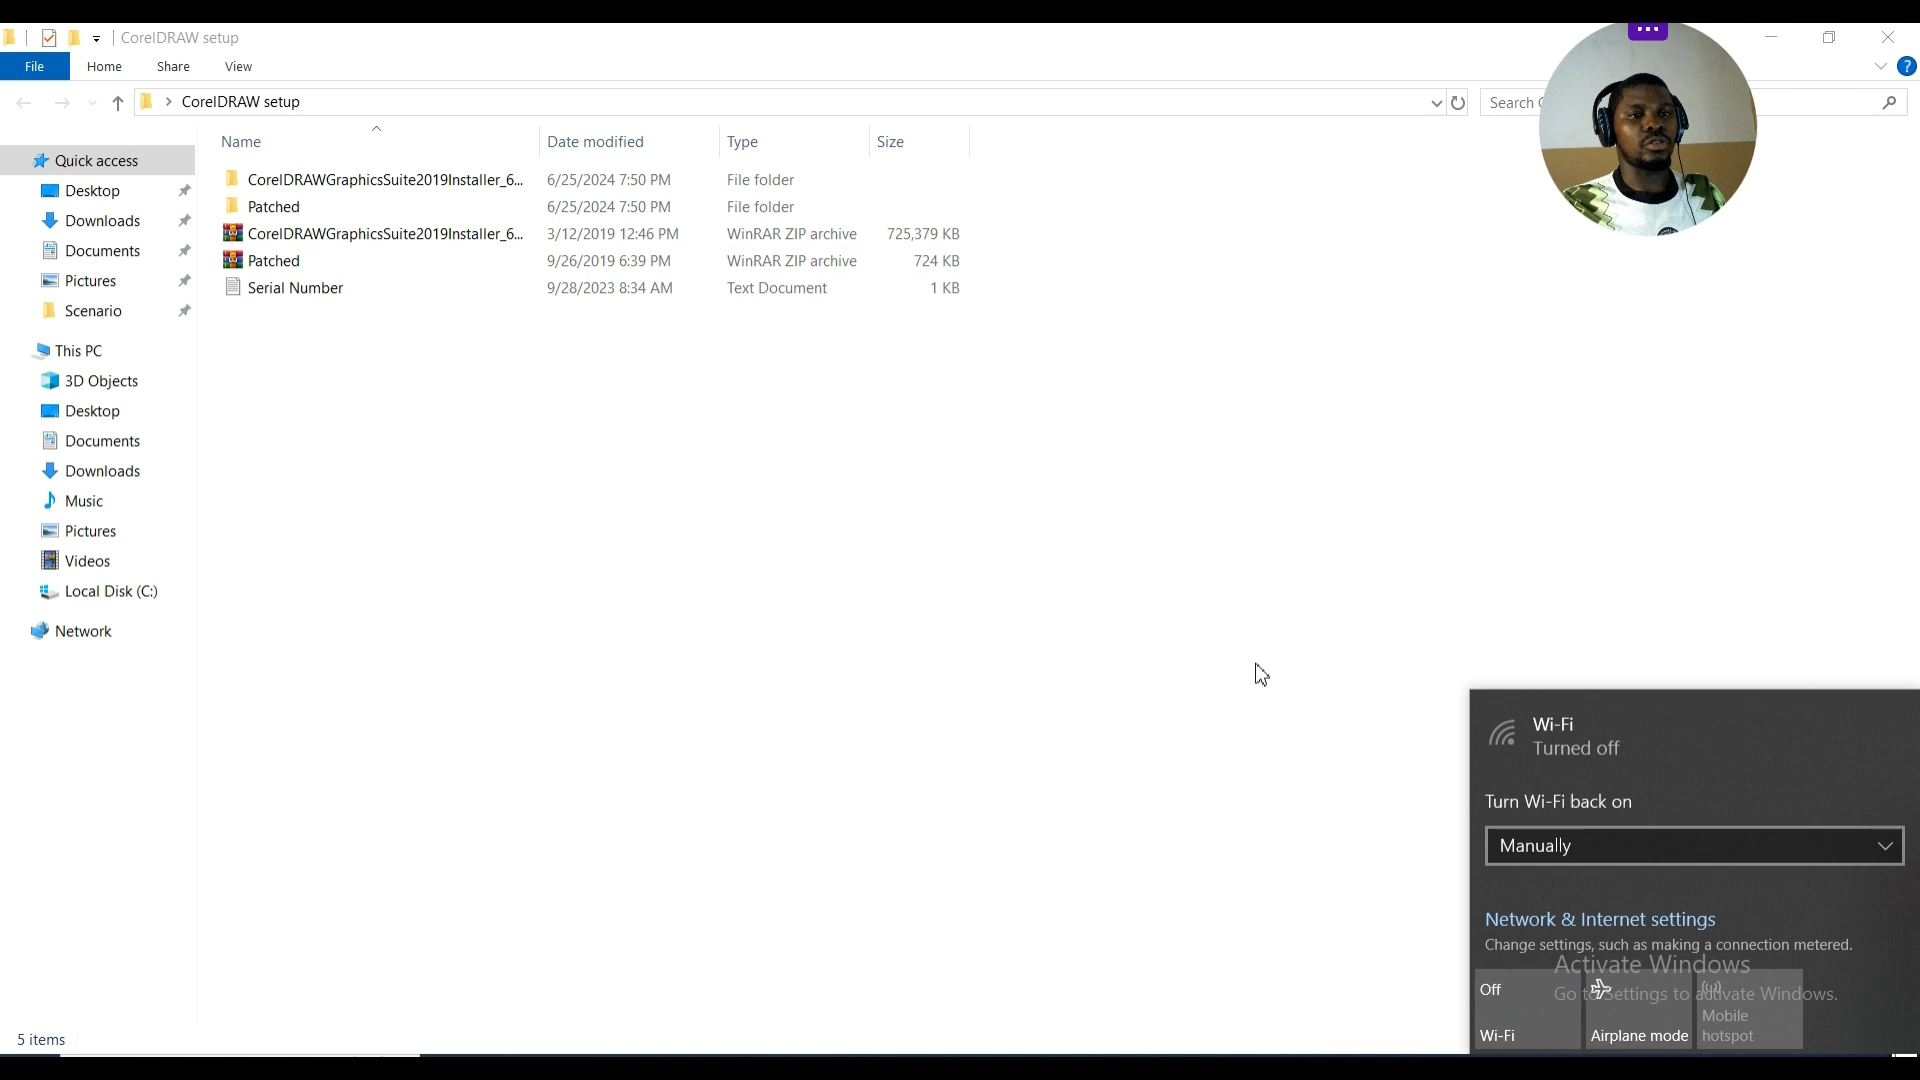 CorelDRAW setup
File Home Share View
CorelDRAW setup
Search
Name Date modified Type Size
CorelDRAWGraphicsSuite2019Installer_6... 6/25/2024 7:50 PM File folder
Patched 6/25/2024 7:50 PM File folder
CorelDRAWGraphicsSuite2019Installer_6... 3/12/2019 12:46 PM WinRAR ZIP archive 725,379 KB
Patched 9/26/2019 6:39 PM WinRAR ZIP archive 724 KB
Serial Number 9/28/2023 8:34 AM Text Document 1 KB
Quick access
Desktop
Downloads
Documents
Pictures
Scenario
This PC
3D Objects
Desktop
Documents
Downloads
Music
Pictures
Videos
Local Disk (C:)
Network
5 items
Wi-Fi
Turned off
Turn Wi-Fi back on
Manually
Network & Internet settings
Change settings, such as making a connection metered.
Activate Windows
Go to Settings to activate Windows.
Off
Wi-Fi
Airplane mode
Mobile
hotspot